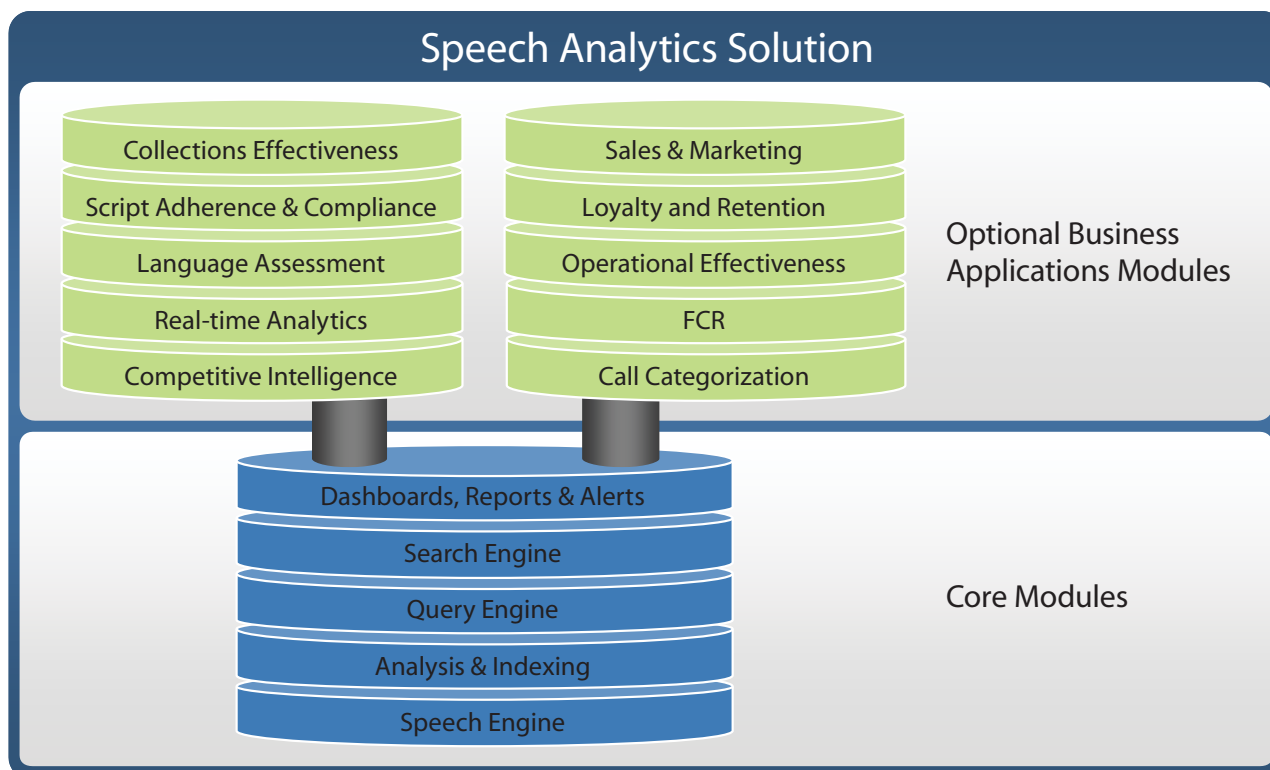 Speech Analytics Solution
Collections Effectiveness
Script Adherence & Compliance
Language Assessment
Real-time Analytics
Competitive Intelligence
Sales & Marketing
Loyalty and Retention
Operational Effectiveness
FCR
Call Categorization
Optional Business
Applications Modules
Dashboards, Reports & Alerts
Search Engine
Query Engine
Analysis & Indexing
Speech Engine
Core Modules